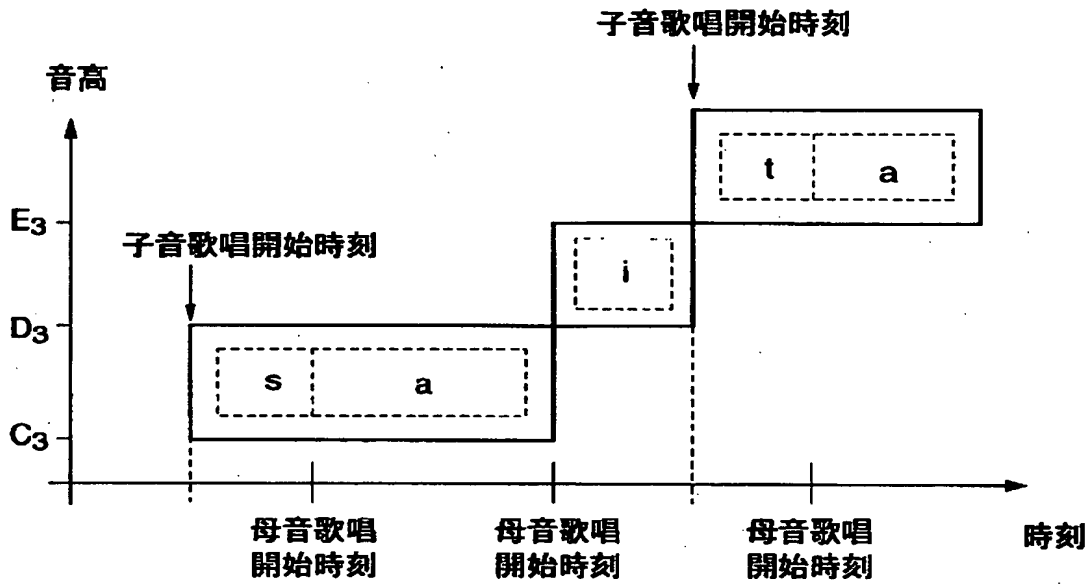 子音歌唱開始時刻
音高
t a
E3
子音歌唱開始時刻
i
D3
s a
C3
母音歌唱
開始時刻
母音歌唱
開始時刻
母音歌唱
開始時刻
時刻